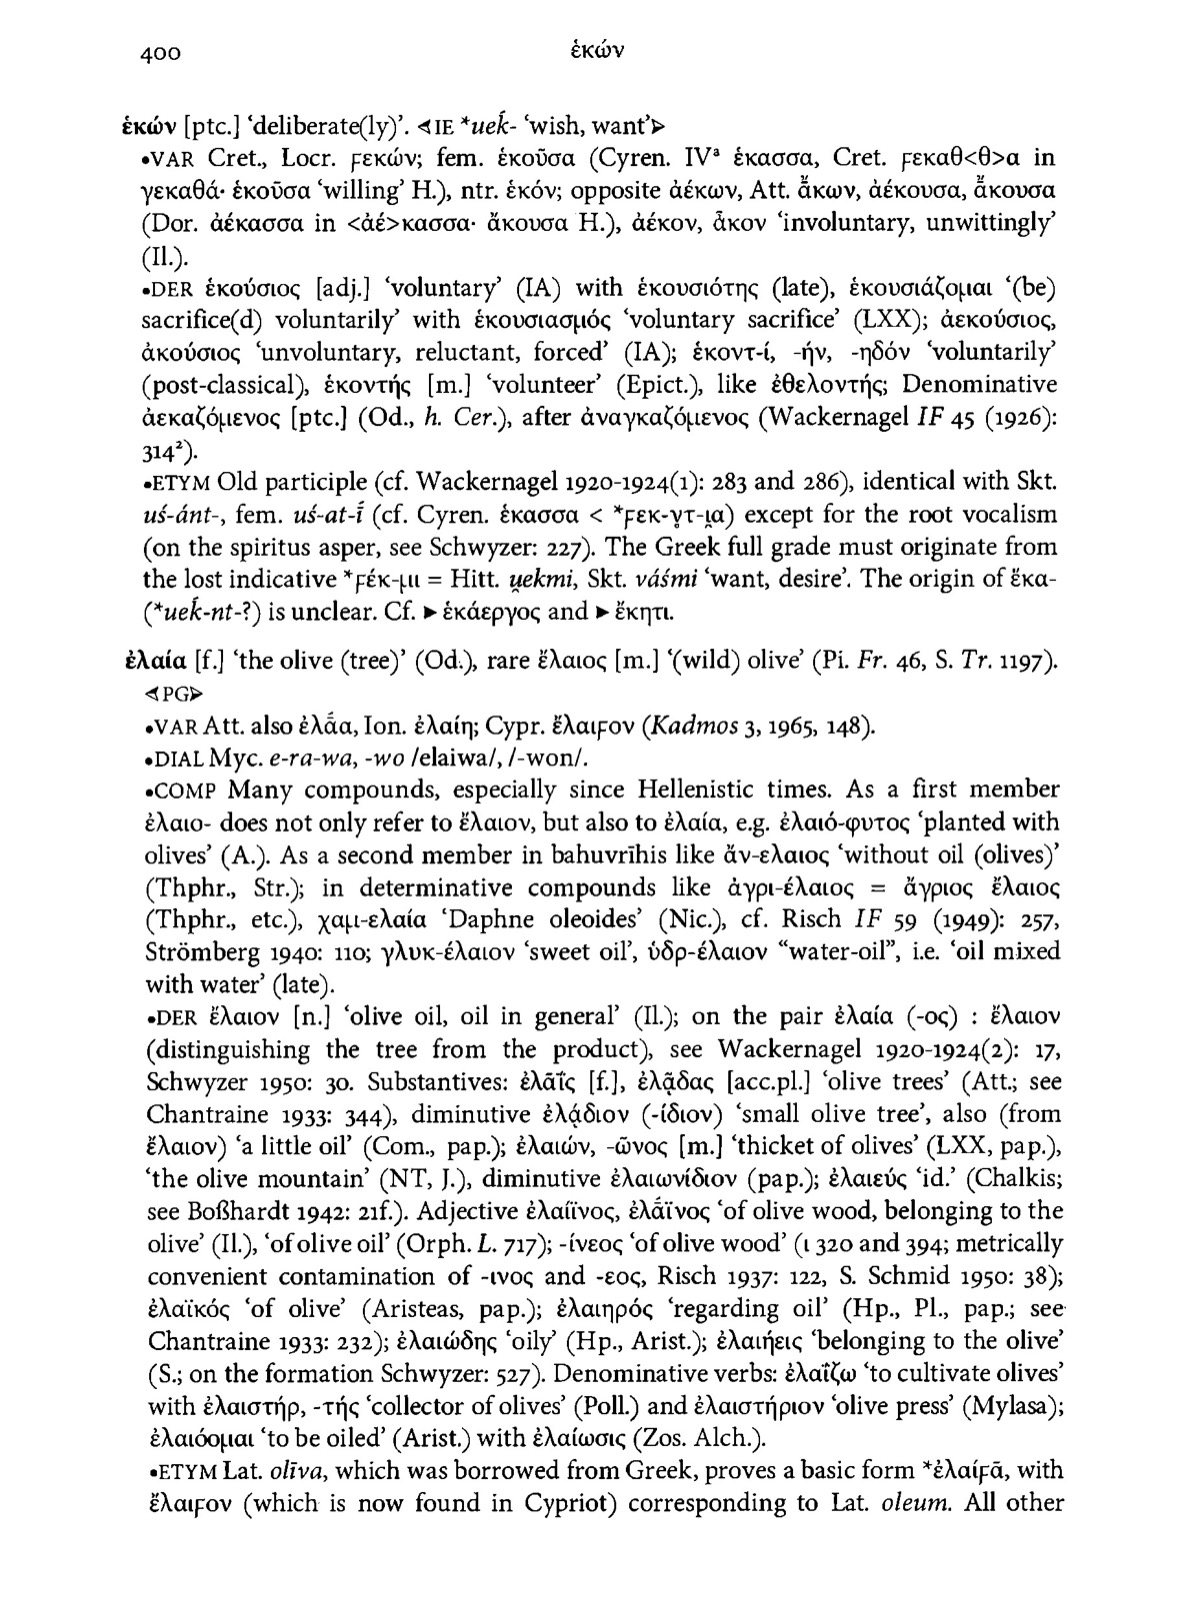 400
ἑκών
ἑκών [ptc.] ‘deliberate(ly)’. ⊲IE *ueḱ- ‘wish, want’⊳
•VAR Cret., Locr. ϝεκών; fem. ἑκοῦσα (Cyren. IVᵃ ἑκασσα, Cret. ϝεκαθ<θ>α in
γεκαθά· ἑκοῦσα ‘willing’ H.), ntr. ἑκόν; opposite ἀέκων, Att. ἄ̄κων, ἀέκουσα, ἄ̄κουσα
(Dor. ἀέκασσα in <ἀέ>κασσα· ἄκουσα H.), ἀέκον, ἆκον ‘involuntary, unwittingly’
(Il.).
•DER ἑκούσιος [adj.] ‘voluntary’ (IA) with ἑκουσιότης (late), ἑκουσιάζομαι ‘(be)
sacrifice(d) voluntarily’ with ἑκουσιασμός ‘voluntary sacrifice’ (LXX); ἀεκούσιος,
ἀκούσιος ‘unvoluntary, reluctant, forced’ (IA); ἑκοντ-ί, -ήν, -ηδόν ‘voluntarily’
(post-classical), ἑκοντής [m.] ‘volunteer’ (Epict.), like ἐθελοντής; Denominative
ἀεκαζόμενος [ptc.] (Od., h. Cer.), after ἀναγκαζόμενος (Wackernagel IF 45 (1926):
314²).
•ETYM Old participle (cf. Wackernagel 1920-1924(1): 283 and 286), identical with Skt.
uś-ánt-, fem. uś-at-ī́ (cf. Cyren. ἑκασσα < *ϝεκ-ν̥τ-ι̯α) except for the root vocalism
(on the spiritus asper, see Schwyzer: 227). The Greek full grade must originate from
the lost indicative *ϝέκ-μι = Hitt. u̯ekmi, Skt. váśmi ‘want, desire’. The origin of ἕκα-
(*ueḱ-nt-?) is unclear. Cf. ▸ ἑκάεργος and ▸ ἕκητι.
ἐλαία [f.] ‘the olive (tree)’ (Od.), rare ἔλαιος [m.] ‘(wild) olive’ (Pi. Fr. 46, S. Tr. 1197).
⊲PG⊳
•VAR Att. also ἐλά̄α, Ion. ἐλαίη; Cypr. ἔλαιϝον (Kadmos 3, 1965, 148).
•DIAL Myc. e-ra-wa, -wo /elaiwa/, /-won/.
•COMP Many compounds, especially since Hellenistic times. As a first member
ἐλαιο- does not only refer to ἔλαιον, but also to ἐλαία, e.g. ἐλαιό-φυτος ‘planted with
olives’ (A.). As a second member in bahuvrīhis like ἄν-ελαιος ‘without oil (olives)’
(Thphr., Str.); in determinative compounds like ἀγρι-έλαιος = ἄγριος ἔλαιος
(Thphr., etc.), χαμι-ελαία ‘Daphne oleoides’ (Nic.), cf. Risch IF 59 (1949): 257,
Strömberg 1940: 110; γλυκ-έλαιον ‘sweet oil’, ὑδρ-έλαιον “water-oil”, i.e. ‘oil mixed
with water’ (late).
•DER ἔλαιον [n.] ‘olive oil, oil in general’ (Il.); on the pair ἐλαία (-ος) : ἔλαιον
(distinguishing the tree from the product), see Wackernagel 1920-1924(2): 17,
Schwyzer 1950: 30. Substantives: ἐλᾱΐς [f.], ἐλᾷδας [acc.pl.] ‘olive trees’ (Att.; see
Chantraine 1933: 344), diminutive ἐλᾴδιον (-ίδιον) ‘small olive tree’, also (from
ἔλαιον) ‘a little oil’ (Com., pap.); ἐλαιών, -ῶνος [m.] ‘thicket of olives’ (LXX, pap.),
‘the olive mountain’ (NT, J.), diminutive ἐλαιωνίδιον (pap.); ἐλαιεύς ‘id.’ (Chalkis;
see Boßhardt 1942: 21f.). Adjective ἐλαίϊνος, ἐλά̄ϊνος ‘of olive wood, belonging to the
olive’ (Il.), ‘of olive oil’ (Orph. L. 717); -ίνεος ‘of olive wood’ (ι 320 and 394; metrically
convenient contamination of -ινος and -εος, Risch 1937: 122, S. Schmid 1950: 38);
ἐλαϊκός ‘of olive’ (Aristeas, pap.); ἐλαιηρός ‘regarding oil’ (Hp., Pl., pap.; see
Chantraine 1933: 232); ἐλαιώδης ‘oily’ (Hp., Arist.); ἐλαιήεις ‘belonging to the olive’
(S.; on the formation Schwyzer: 527). Denominative verbs: ἐλαΐζω ‘to cultivate olives’
with ἐλαιστήρ, -τής ‘collector of olives’ (Poll.) and ἐλαιστήριον ‘olive press’ (Mylasa);
ἐλαιόομαι ‘to be oiled’ (Arist.) with ἐλαίωσις (Zos. Alch.).
•ETYM Lat. olīva, which was borrowed from Greek, proves a basic form *ἐλαίϝᾱ, with
ἔλαιϝον (which is now found in Cypriot) corresponding to Lat. oleum. All other